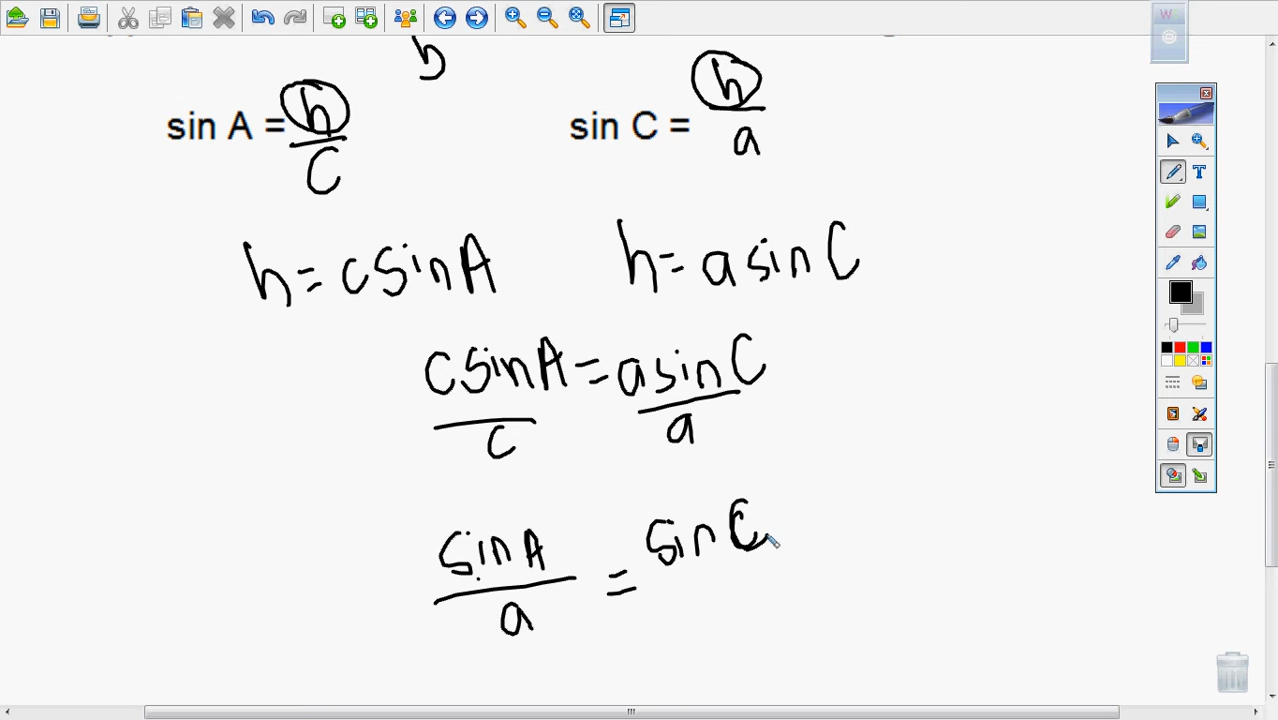 b
sin A = h/C
sin C = h/a
h = c sin A
h = a sin C
c sin A = a sin C
c a
sin A/a = sin C